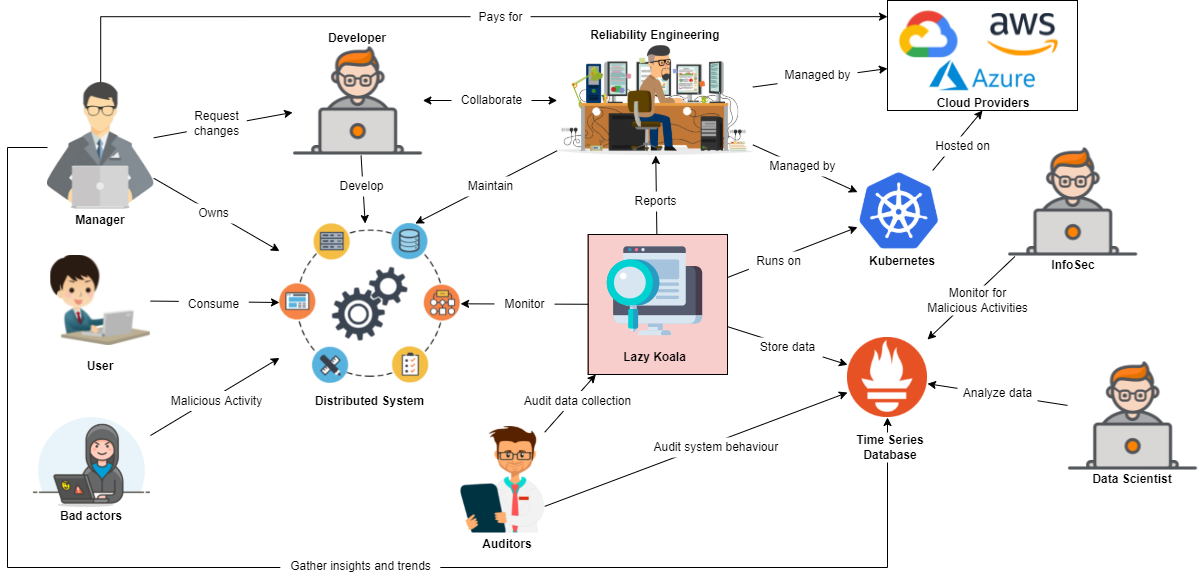 Pays for
Developer
Reliability Engineering
aws
Azure
Cloud Providers
Managed by
Collaborate
Request
changes
Hosted on
Managed by
Manager
Develop
Maintain
Reports
Owns
Kubernetes
InfoSec
Runs on
Consume
Monitor
Monitor for
Malicious Activities
User
Lazy Koala
Store data
Distributed System
Malicious Activity
Audit data collection
Analyze data
Audit system behaviour
Time Series
Database
Data Scientist
Bad actors
Auditors
Gather insights and trends